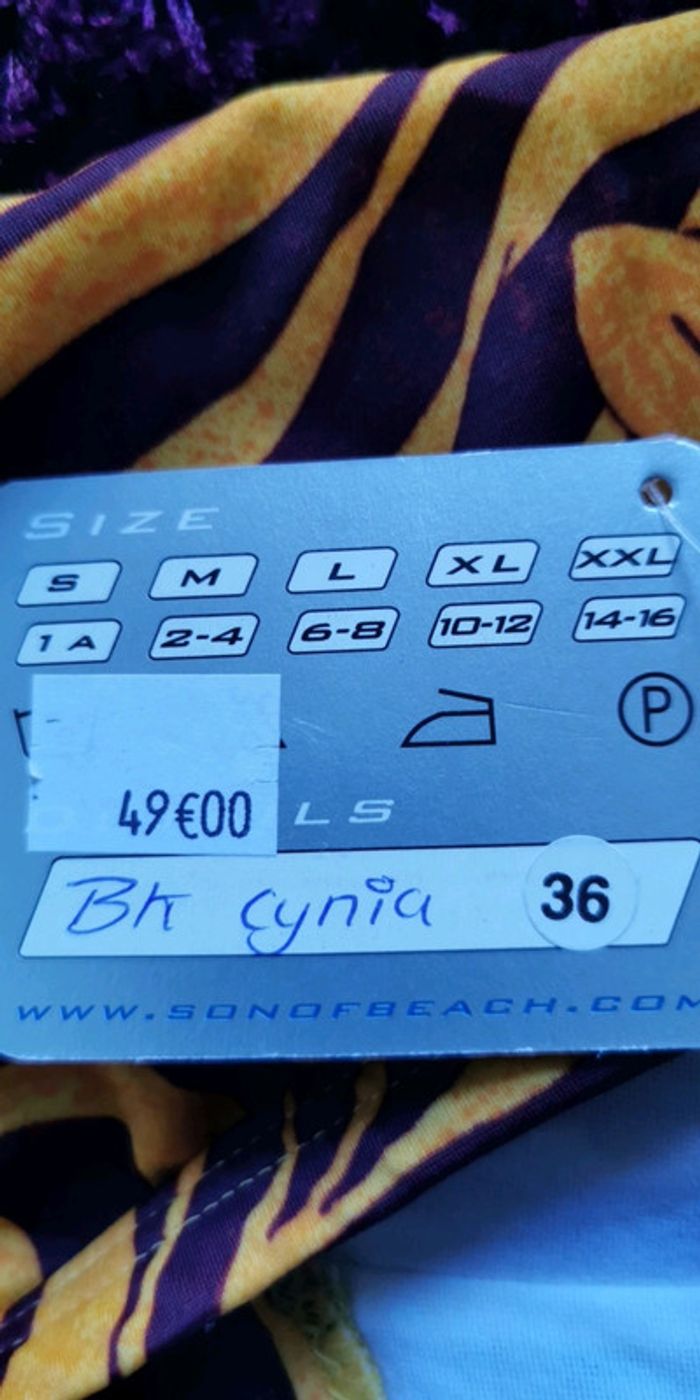 SIZE
S M L XL XXL
1 A 2-4 6-8 10-12 14-16
P
49€00
LS
BK Cynia 36
WWW.SONOFBEACH.COM